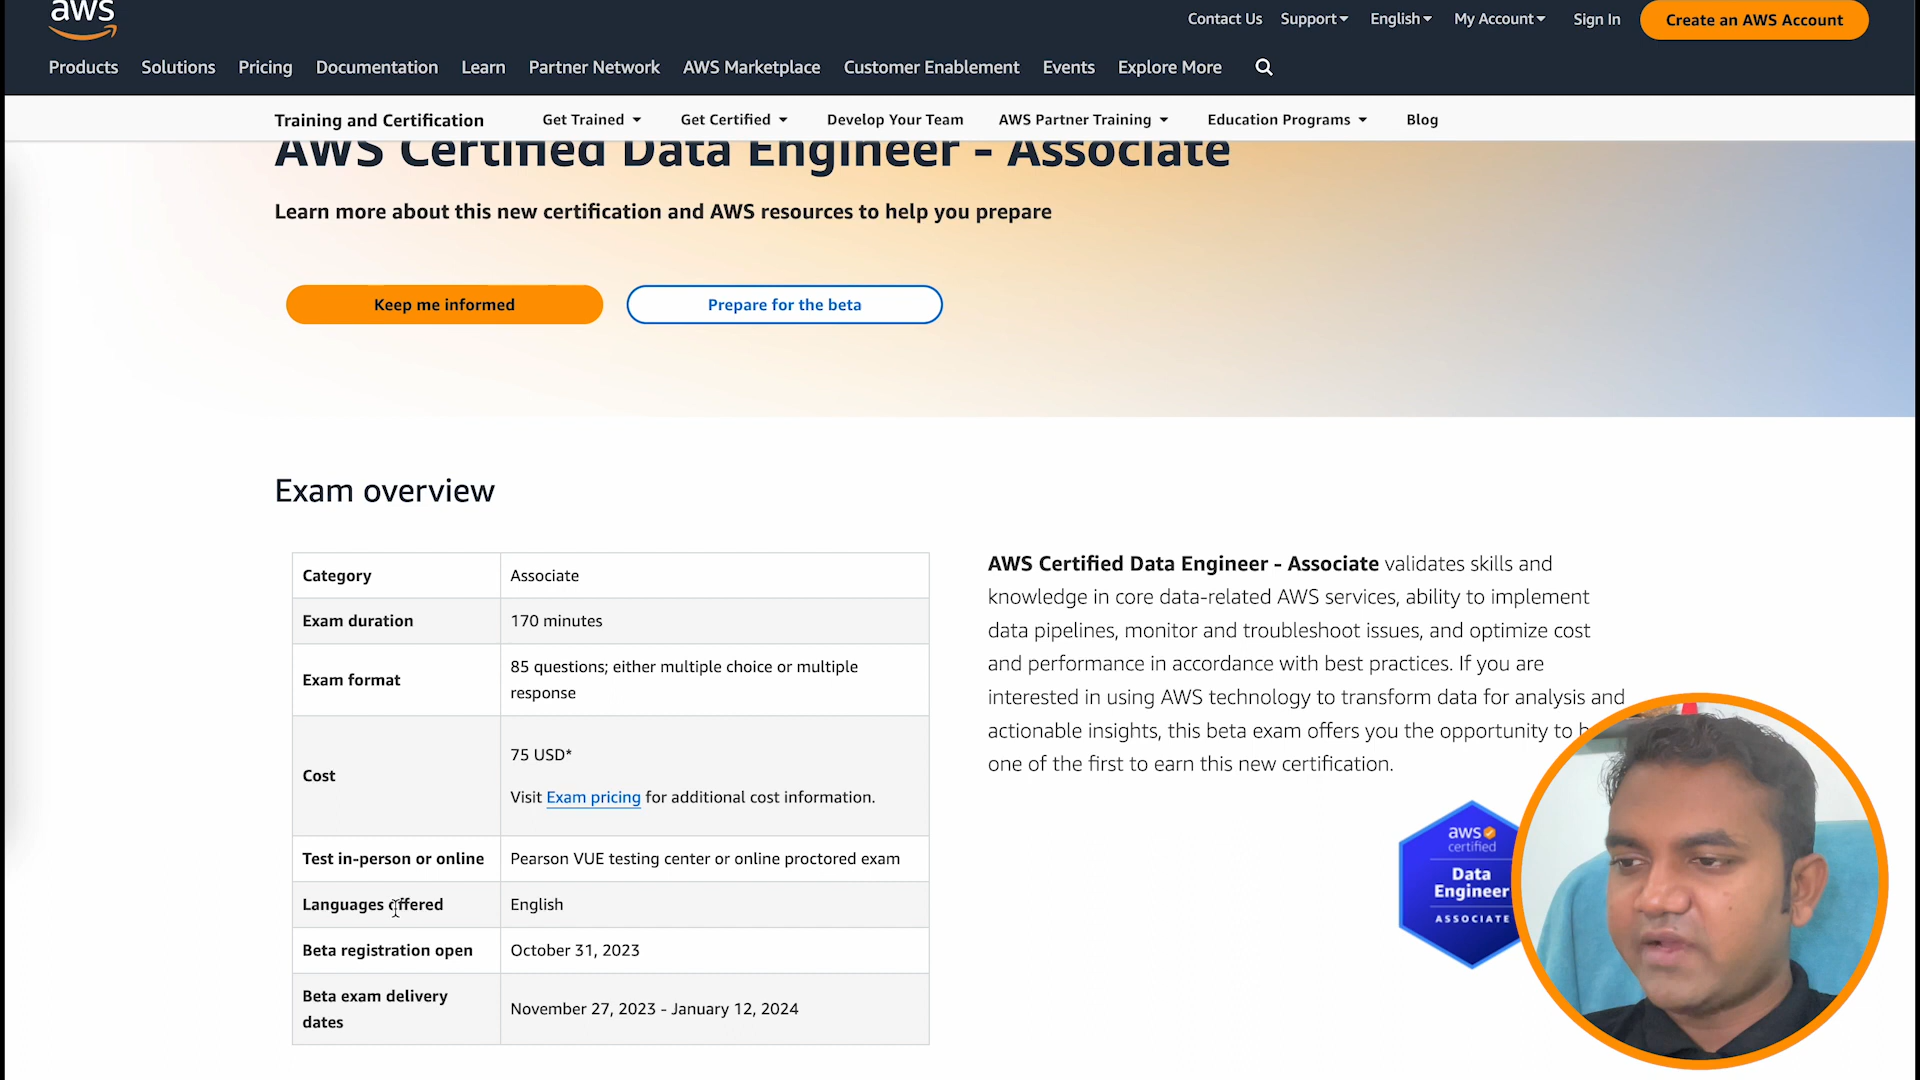 aws
Contact Us Support English My Account Sign In Create an AWS Account
Products Solutions Pricing Documentation Learn Partner Network AWS Marketplace Customer Enablement Events Explore More
Training and Certification Get Trained Get Certified Develop Your Team AWS Partner Training Education Programs Blog
AWS Certified Data Engineer - Associate
Learn more about this new certification and AWS resources to help you prepare
Keep me informed Prepare for the beta
Exam overview
Category Associate
Exam duration 170 minutes
Exam format 85 questions; either multiple choice or multiple
response
Cost 75 USD*
Visit Exam pricing for additional cost information.
Test in-person or online Pearson VUE testing center or online proctored exam
Languages offered English
Beta registration open October 31, 2023
Beta exam delivery
dates November 27, 2023 - January 12, 2024
AWS Certified Data Engineer - Associate validates skills and
knowledge in core data-related AWS services, ability to implement
data pipelines, monitor and troubleshoot issues, and optimize cost
and performance in accordance with best practices. If you are
interested in using AWS technology to transform data for analysis and
actionable insights, this beta exam offers you the opportunity to
one of the first to earn this new certification.
aws
certified
Data
Engineer
ASSOCIATE